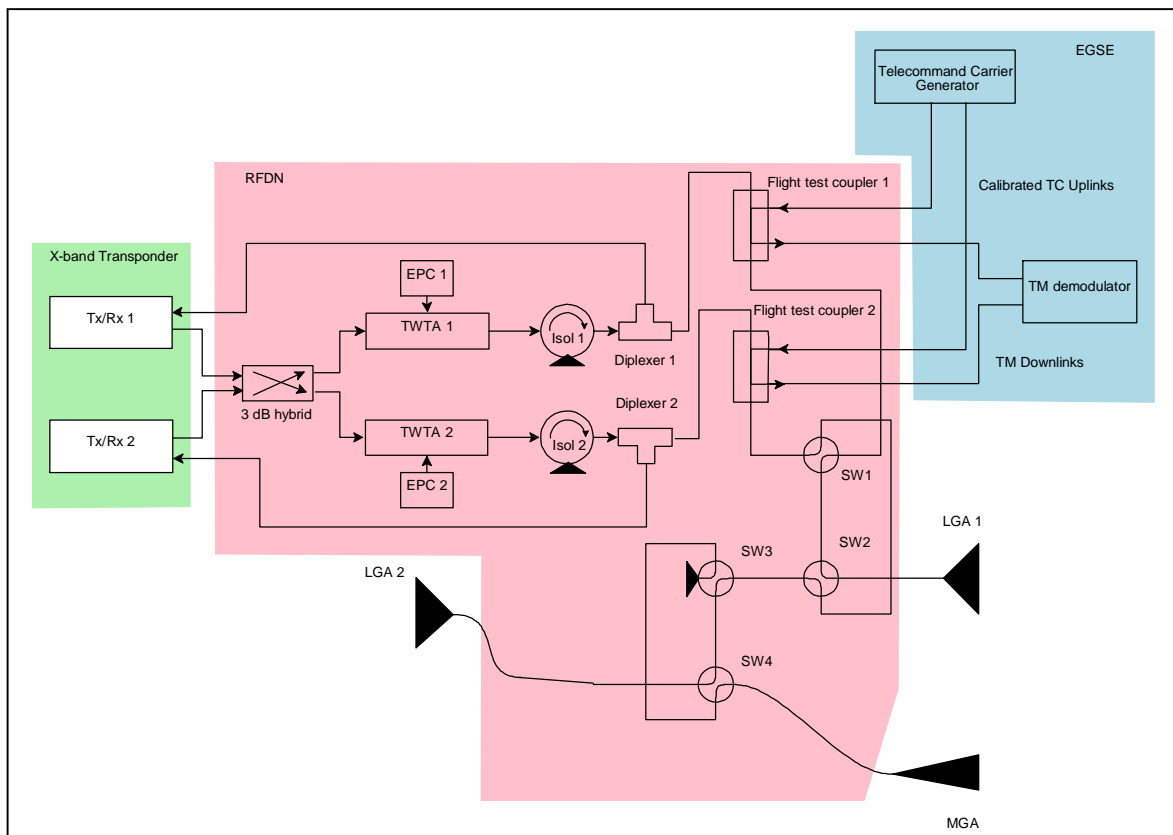 EGSE
Telecommand Carrier
Generator
RFDN
Flight test coupler 1
Calibrated TC Uplinks
X-band Transponder
EPC 1
Tx/Rx 1
TWTA 1
Isol 1
Diplexer 1
Flight test coupler 2
TM demodulator
TM Downlinks
3 dB hybrid
Diplexer 2
Tx/Rx 2
TWTA 2
Isol 2
EPC 2
SW1
LGA 1
SW3
SW2
LGA 2
SW4
MGA